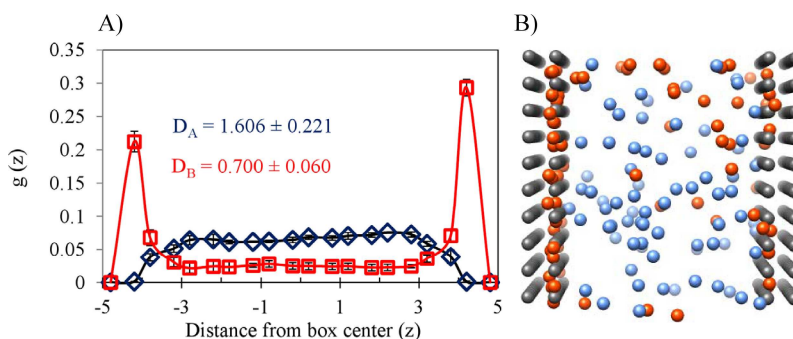 A)
B)
0.35
0.3
0.25
0.2
0.15
0.1
0.05
0
g (z)
D_A = 1.606 ± 0.221
D_B = 0.700 ± 0.060
-5 -3 -1 1 3 5
Distance from box center (z)